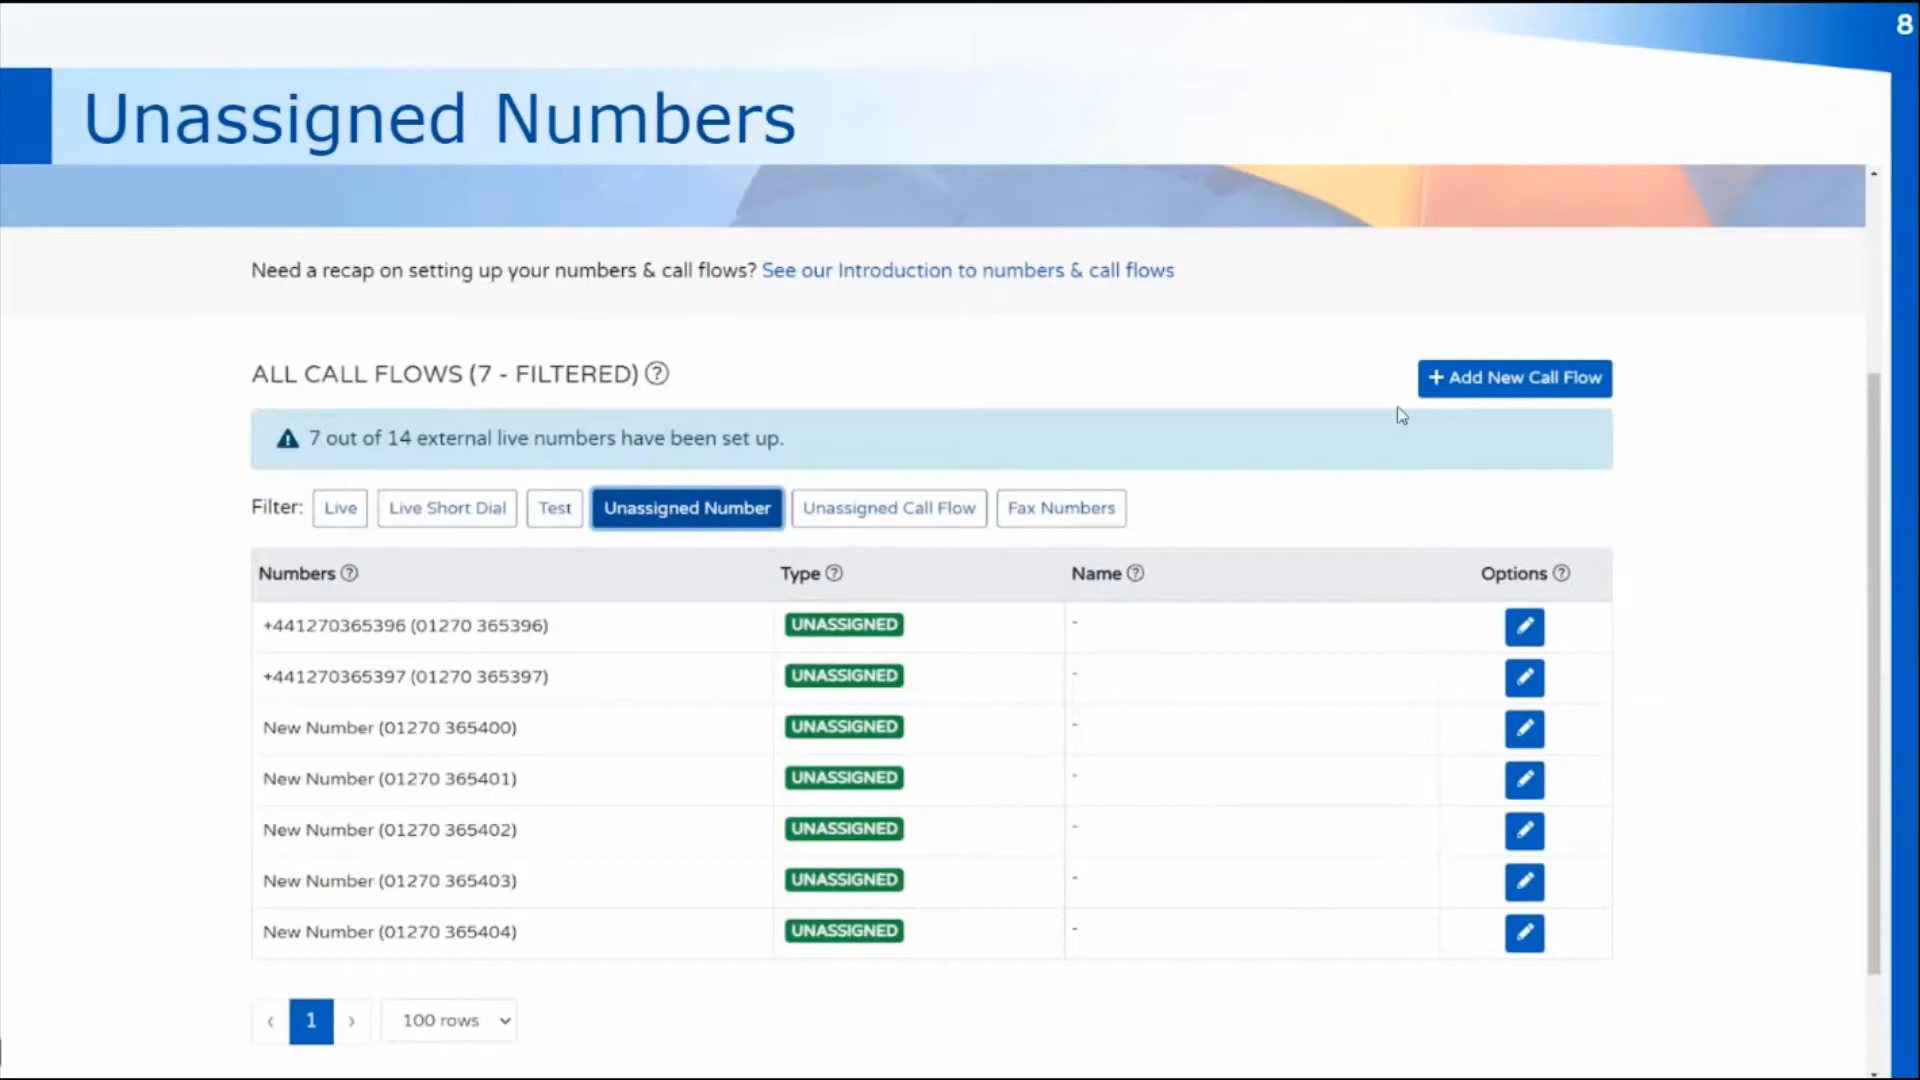 8
Unassigned Numbers
Need a recap on setting up your numbers & call flows? See our Introduction to numbers & call flows
ALL CALL FLOWS (7 - FILTERED)
+ Add New Call Flow
7 out of 14 external live numbers have been set up.
Filter: Live Live Short Dial Test Unassigned Number Unassigned Call Flow Fax Numbers
Numbers Type Name Options
+441270365396 (01270 365396) UNASSIGNED -
+441270365397 (01270 365397) UNASSIGNED -
New Number (01270 365400) UNASSIGNED -
New Number (01270 365401) UNASSIGNED -
New Number (01270 365402) UNASSIGNED -
New Number (01270 365403) UNASSIGNED -
New Number (01270 365404) UNASSIGNED -
‹ 1 › 100 rows